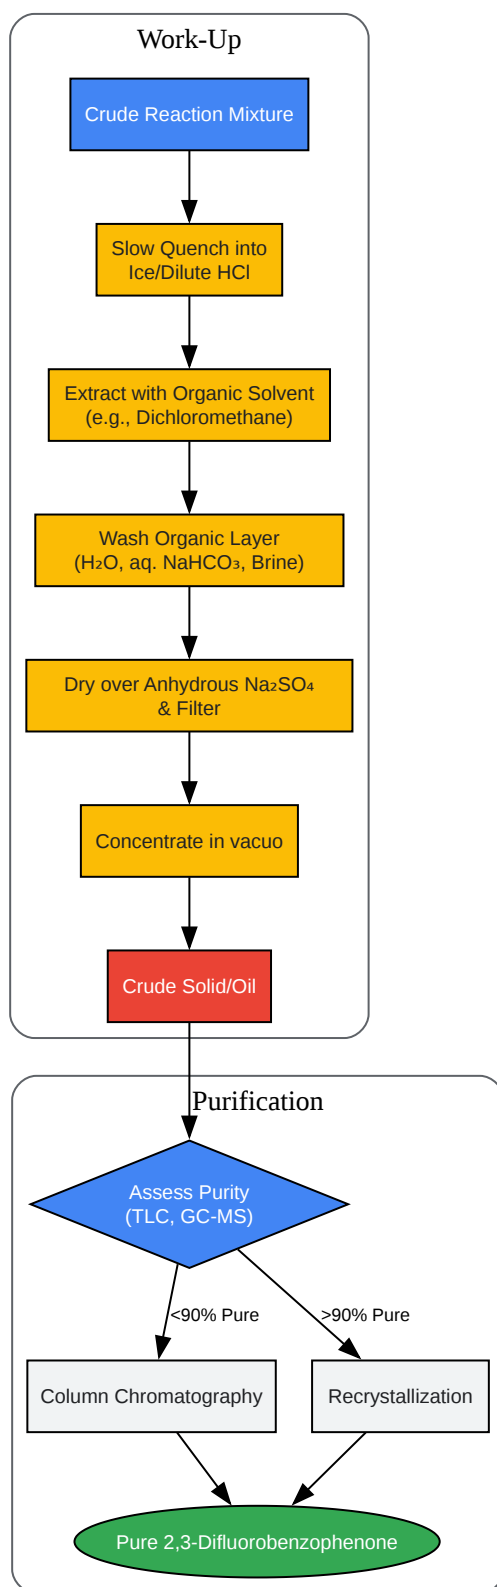 Work-Up
Crude Reaction Mixture
Slow Quench into
Ice/Dilute HCl
Extract with Organic Solvent
(e.g., Dichloromethane)
Wash Organic Layer
(H₂O, aq. NaHCO₃, Brine)
Dry over Anhydrous Na₂SO₄
& Filter
Concentrate in vacuo
Crude Solid/Oil
Purification
Assess Purity
(TLC, GC-MS)
<90% Pure
>90% Pure
Column Chromatography
Recrystallization
Pure 2,3-Difluorobenzophenone